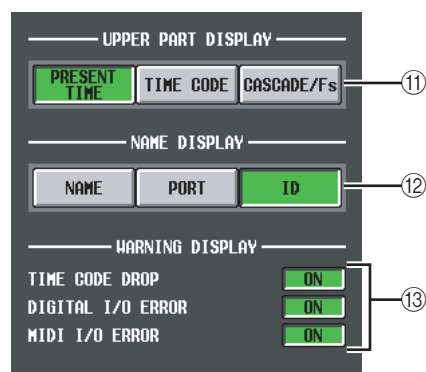 UPPER PART DISPLAY
PRESENT TIME TIME CODE CASCADE/Fs ⑪
NAME DISPLAY
NAME PORT ID ⑫
WARNING DISPLAY
TIME CODE DROP ON
DIGITAL I/O ERROR ON ⑬
MIDI I/O ERROR ON